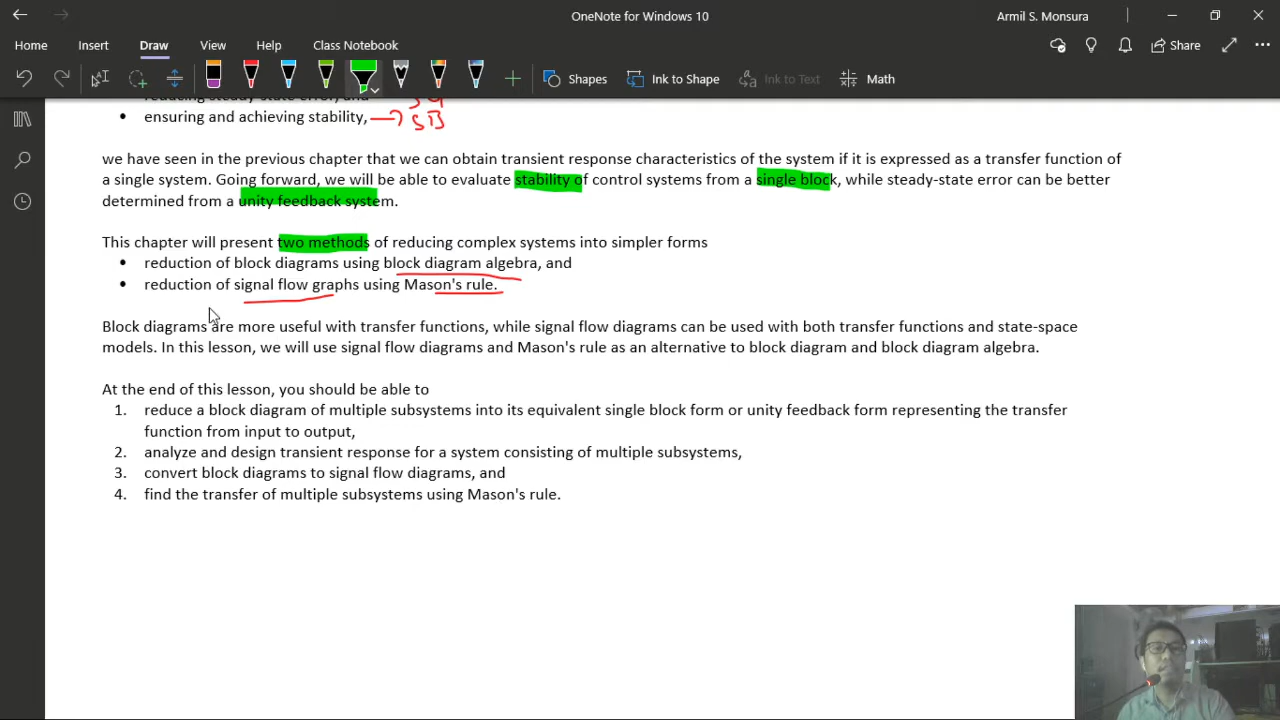 OneNote for Windows 10
Armil S. Monsura
Home Insert Draw View Help Class Notebook
Share
Shapes Ink to Shape Ink to Text Math
reducing steady-state error, and
• ensuring and achieving stability, → SB
we have seen in the previous chapter that we can obtain transient response characteristics of the system if it is expressed as a transfer function of
a single system. Going forward, we will be able to evaluate stability of control systems from a single block, while steady-state error can be better
determined from a unity feedback system.
This chapter will present two methods of reducing complex systems into simpler forms
• reduction of block diagrams using block diagram algebra, and
• reduction of signal flow graphs using Mason's rule.
Block diagrams are more useful with transfer functions, while signal flow diagrams can be used with both transfer functions and state-space
models. In this lesson, we will use signal flow diagrams and Mason's rule as an alternative to block diagram and block diagram algebra.
At the end of this lesson, you should be able to
1. reduce a block diagram of multiple subsystems into its equivalent single block form or unity feedback form representing the transfer
function from input to output,
2. analyze and design transient response for a system consisting of multiple subsystems,
3. convert block diagrams to signal flow diagrams, and
4. find the transfer of multiple subsystems using Mason's rule.